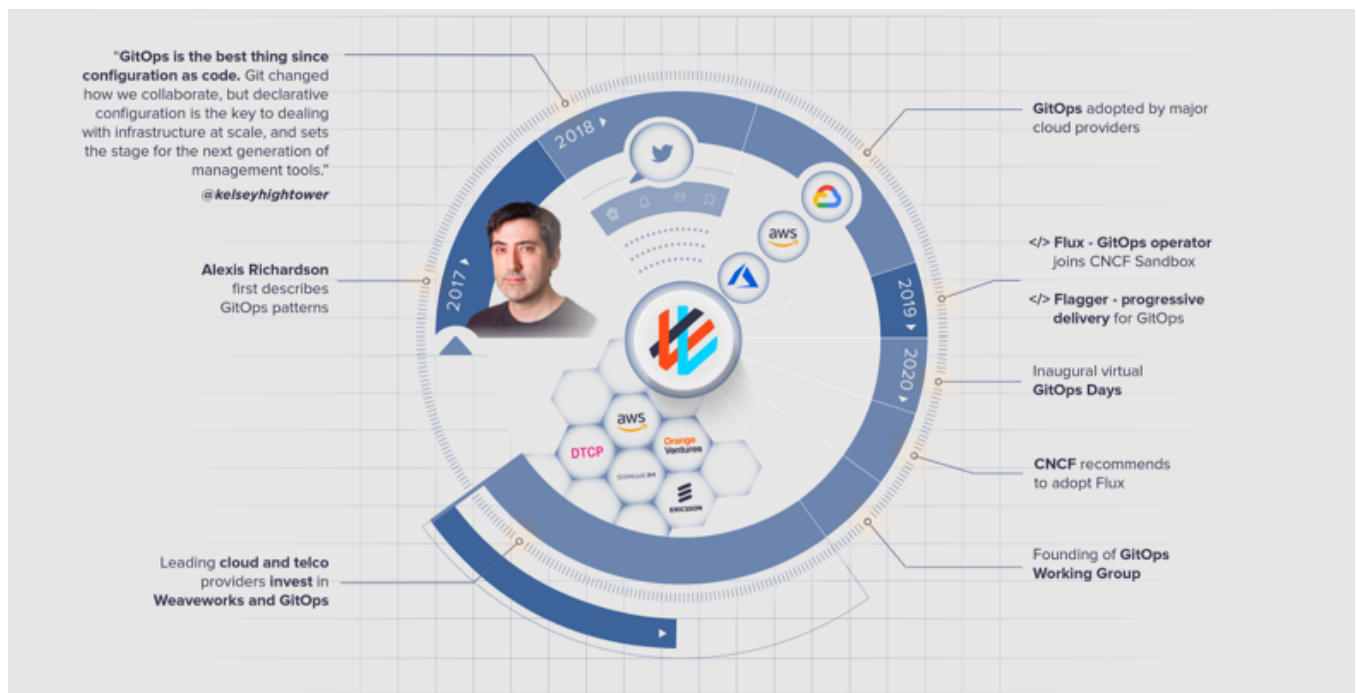 "GitOps is the best thing since
configuration as code. Git changed
how we collaborate, but declarative
configuration is the key to dealing
with infrastructure at scale, and sets
the stage for the next generation of
management tools."
@kelseyhightower
Alexis Richardson
first describes
GitOps patterns
2017
2018
GitOps adopted by major
cloud providers
aws
2019
</> Flux - GitOps operator
joins CNCF Sandbox
</> Flagger - progressive
delivery for GitOps
2020
Inaugural virtual
GitOps Days
CNCF recommends
to adopt Flux
Founding of GitOps
Working Group
aws
DTCP
Orange
Ventures
ERICSSON
Leading cloud and telco
providers invest in
Weaveworks and GitOps